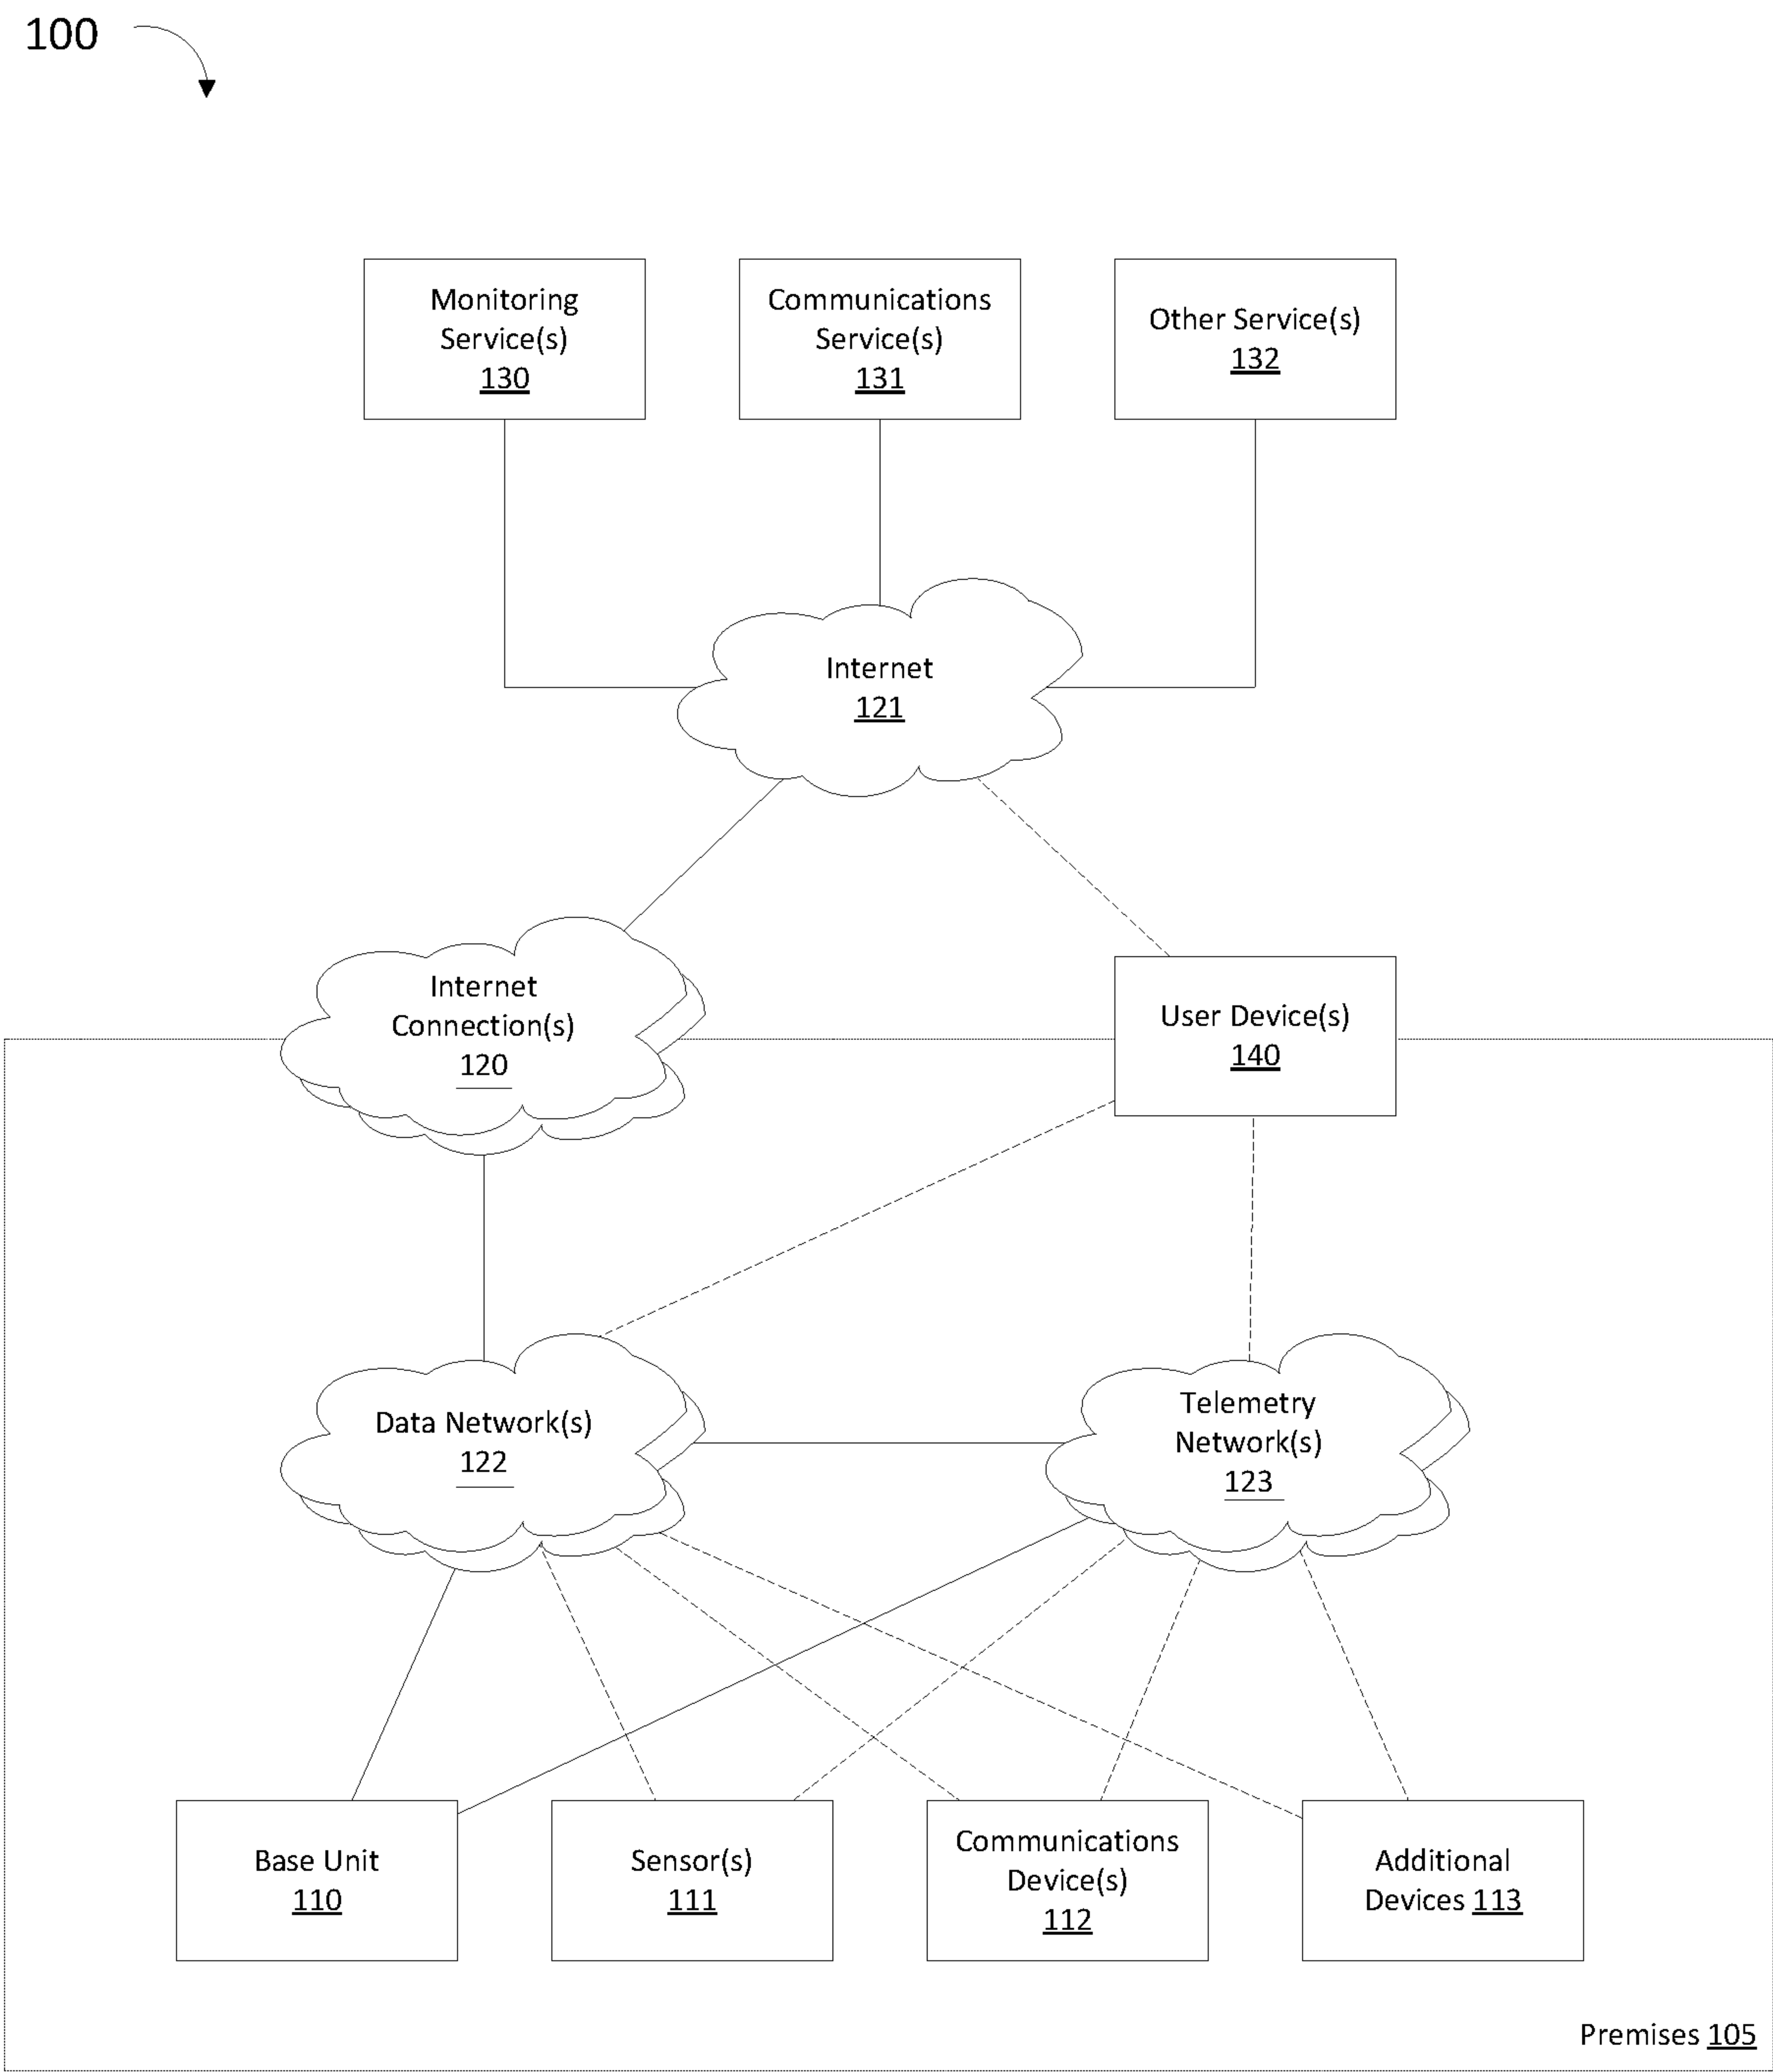 100
Monitoring
Service(s)
130
Communications
Service(s)
131
Other Service(s)
132
Internet
121
Internet
Connection(s)
120
User Device(s)
140
Data Network(s)
122
Telemetry
Network(s)
123
Base Unit
110
Sensor(s)
111
Communications
Device(s)
112
Additional
Devices 113
Premises 105